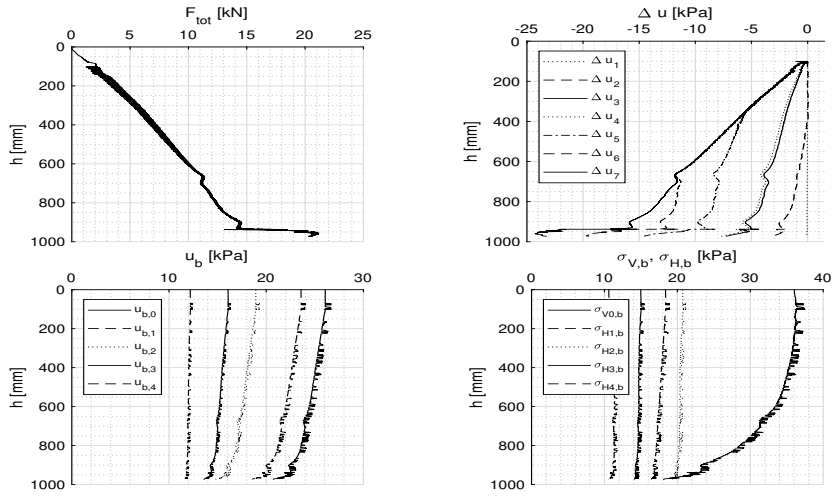 F_tot [kN]
0 5 10 15 20 25
0
200
400
600
800
1000
h [mm]
Δ u [kPa]
-25 -20 -15 -10 -5 0
0
200
400
600
800
1000
h [mm]
Δ u_1
Δ u_2
Δ u_3
Δ u_4
Δ u_5
Δ u_6
Δ u_7
u_b [kPa]
0 10 20 30
0
200
400
600
800
1000
h [mm]
u_b,0
u_b,1
u_b,2
u_b,3
u_b,4
σ_V,b, σ_H,b [kPa]
0 10 20 30 40
0
200
400
600
800
1000
h [mm]
σ_V0,b
σ_H1,b
σ_H2,b
σ_H3,b
σ_H4,b